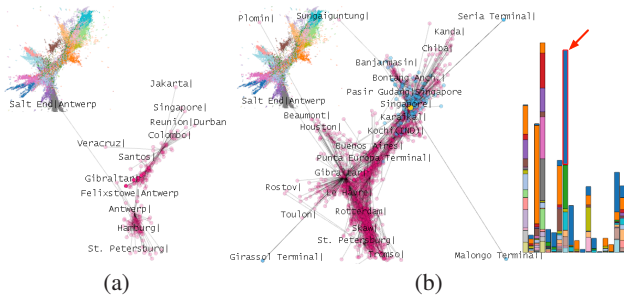 Salt End|Antwerp
Jakarta|
Singapore|
Reunion|Durban
Colombo|
Veracruz|
Santos|
Gibraltar|
Felixstowe|Antwerp
Antwerp|
Hamburg|
St. Petersburg|
(a)
Plomin|
Sungaiguntung|
Seria Terminal|
Kanda|
Chiba|
Banjarmasin|
Bontang Anch.|
Pasir Gudang|Singapore
Salt End|Antwerp
Singapore|
Beaumont|
Karaikal|
Houston|
Kochi(IND)|
Buenos Aires|
Punta Europa Terminal|
Gibraltar|
Rostov|
Le Havre|
Toulon|
Rotterdam|
Skaw|
St. Petersburg|
Girassol Terminal|
Tromso|
Malongo Terminal|
(b)